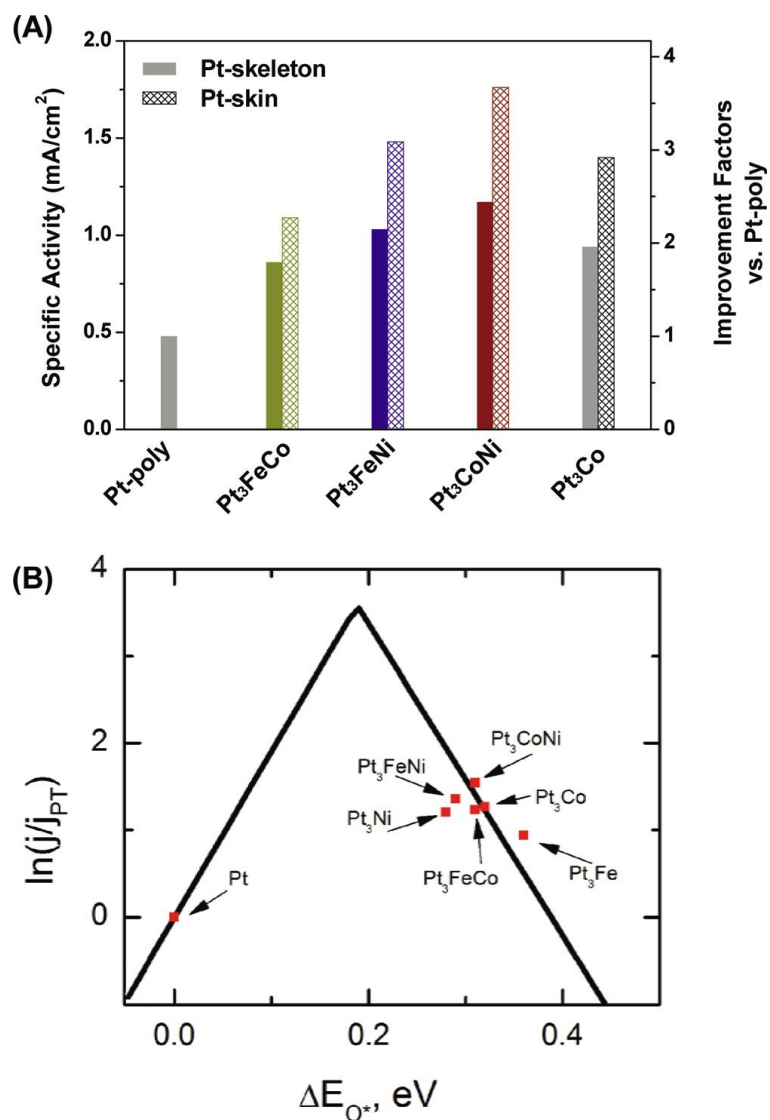 (A)
2.0
1.5
1.0
0.5
0.0
Specific Activity (mA/cm²)
Pt-skeleton
Pt-skin
4
3
2
1
0
Improvement Factors
vs. Pt-poly
Pt-poly
Pt₃FeCo
Pt₃FeNi
Pt₃CoNi
Pt₃Co
(B)
4
2
0
ln(j/j_PT)
Pt₃CoNi
Pt₃FeNi
Pt₃Co
Pt₃Ni
Pt₃FeCo
Pt₃Fe
Pt
0.0
0.2
0.4
ΔE_O*, eV